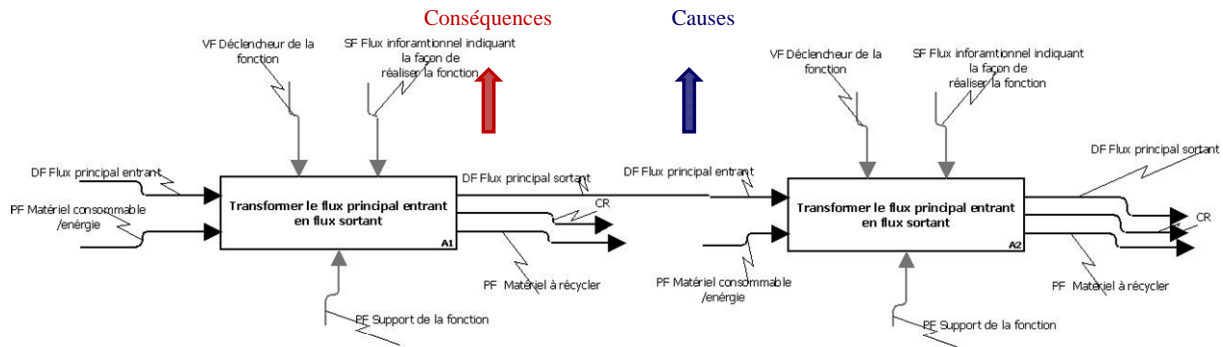 Conséquences
Causes
VF Déclencheur de la
fonction
SF Flux inforamtionnel indiquant
la façon de
réaliser la fonction
VF Déclencheur de la
fonction
SF Flux inforamtionnel indiquant
la façon de
réaliser la fonction
DF Flux principal entrant
DF Flux principal sortant
DF Flux principal entrant
DF Flux principal sortant
PF Matériel consommable
/enérgie
Transformer le flux principal entrant
en flux sortant
A1
CR
PF Matériel à récycler
PF Support de la fonction
PF Matériel consommable
/enérgie
Transformer le flux principal entrant
en flux sortant
A2
CR
PF Matériel à récycler
PF Support de la fonction